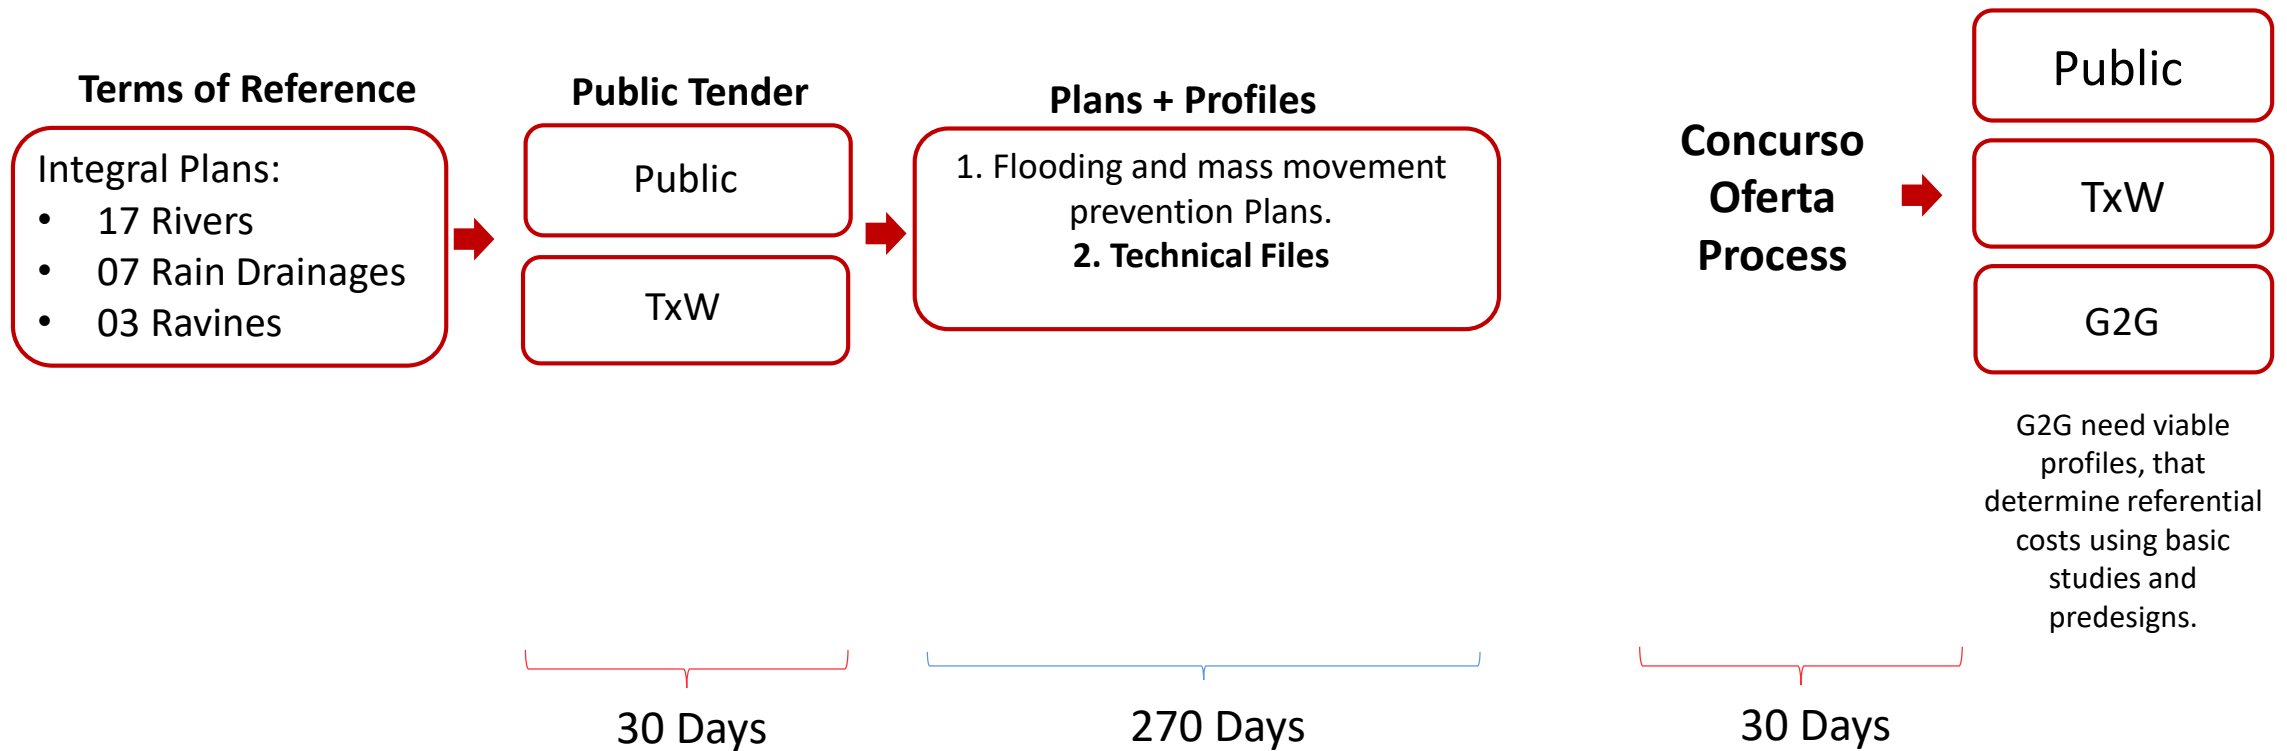 Terms of Reference
Integral Plans:
• 17 Rivers
• 07 Rain Drainages
• 03 Ravines
Public Tender
Public
TxW
Plans + Profiles
1. Flooding and mass movement
prevention Plans.
2. Technical Files
Concurso
Oferta
Process
Public
TxW
G2G
G2G need viable
profiles, that
determine referential
costs using basic
studies and
predesigns.
30 Days
270 Days
30 Days